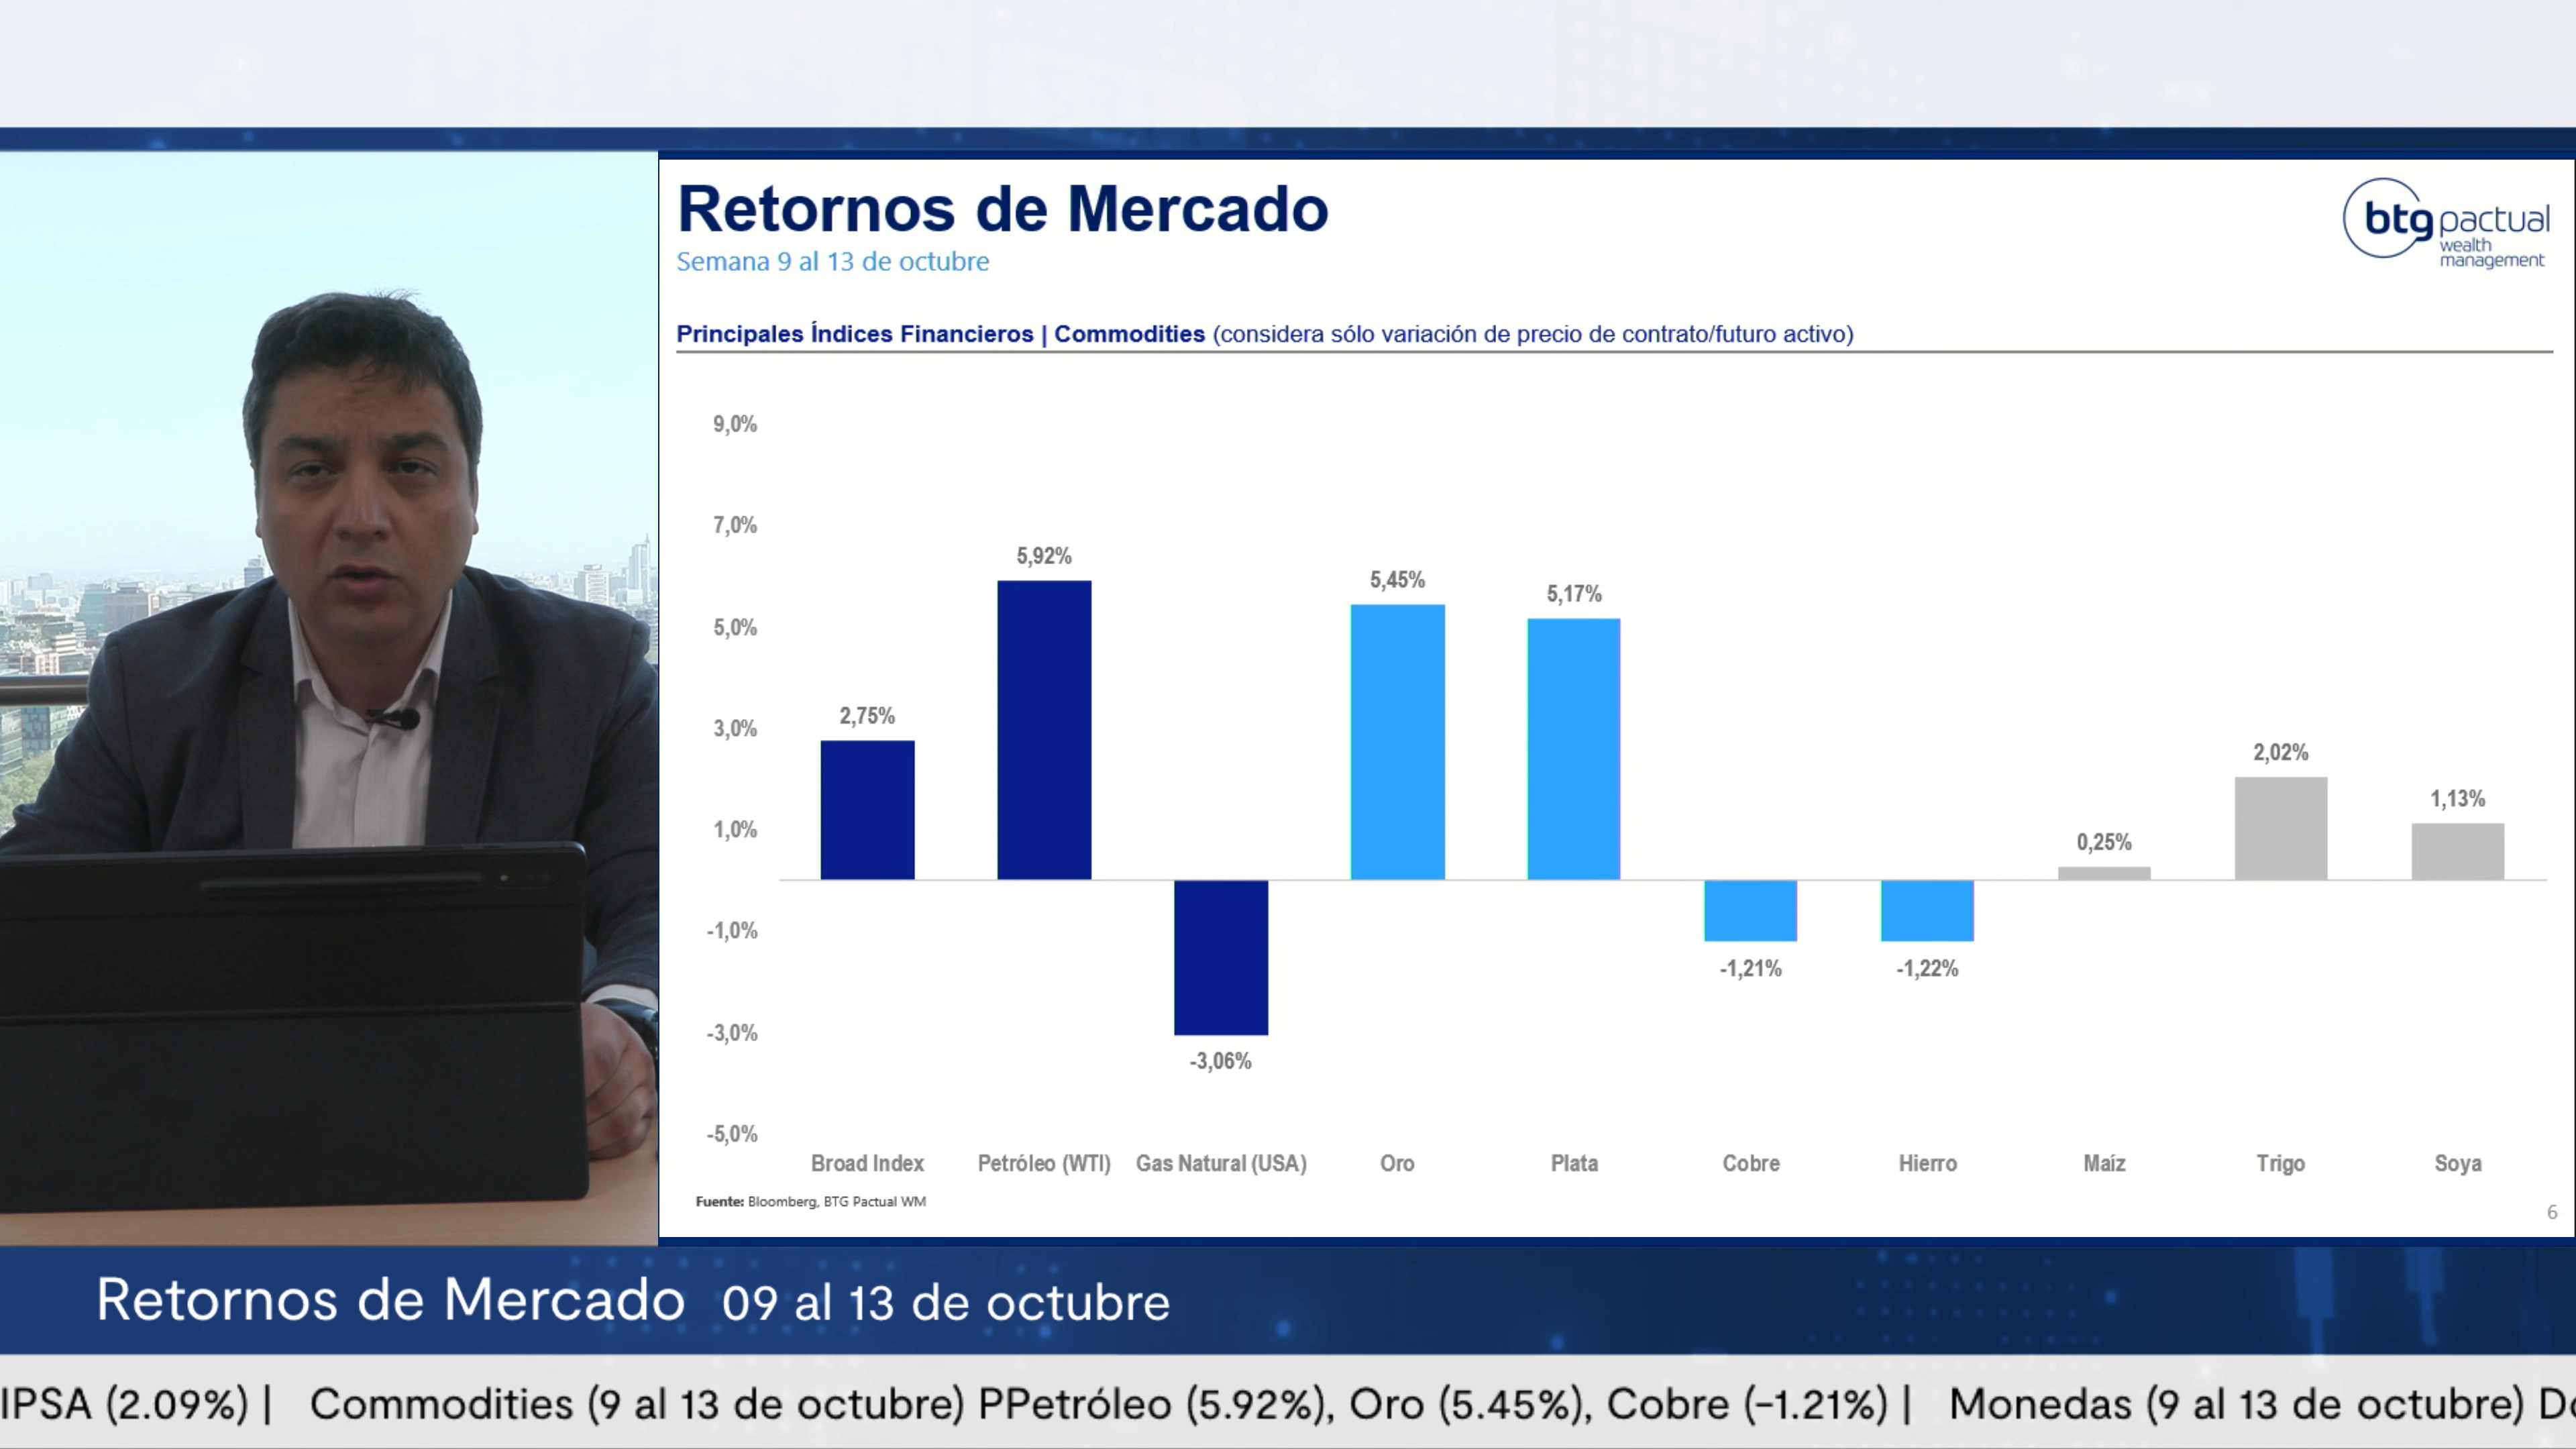 Retornos de Mercado
Semana 9 al 13 de octubre
btg pactual
wealth
management
Principales Índices Financieros | Commodities (considera sólo variación de precio de contrato/futuro activo)
9,0%
7,0%
5,0%
3,0%
1,0%
-1,0%
-3,0%
-5,0%
2,75%
5,92%
-3,06%
5,45%
5,17%
-1,21%
-1,22%
0,25%
2,02%
1,13%
Broad Index Petróleo (WTI) Gas Natural (USA) Oro Plata Cobre Hierro Maíz Trigo Soya
Fuente: Bloomberg, BTG Pactual WM
6
Retornos de Mercado 09 al 13 de octubre
IPSA (2.09%) | Commodities (9 al 13 de octubre) PPetróleo (5.92%), Oro (5.45%), Cobre (-1.21%) | Monedas (9 al 13 de octubre)